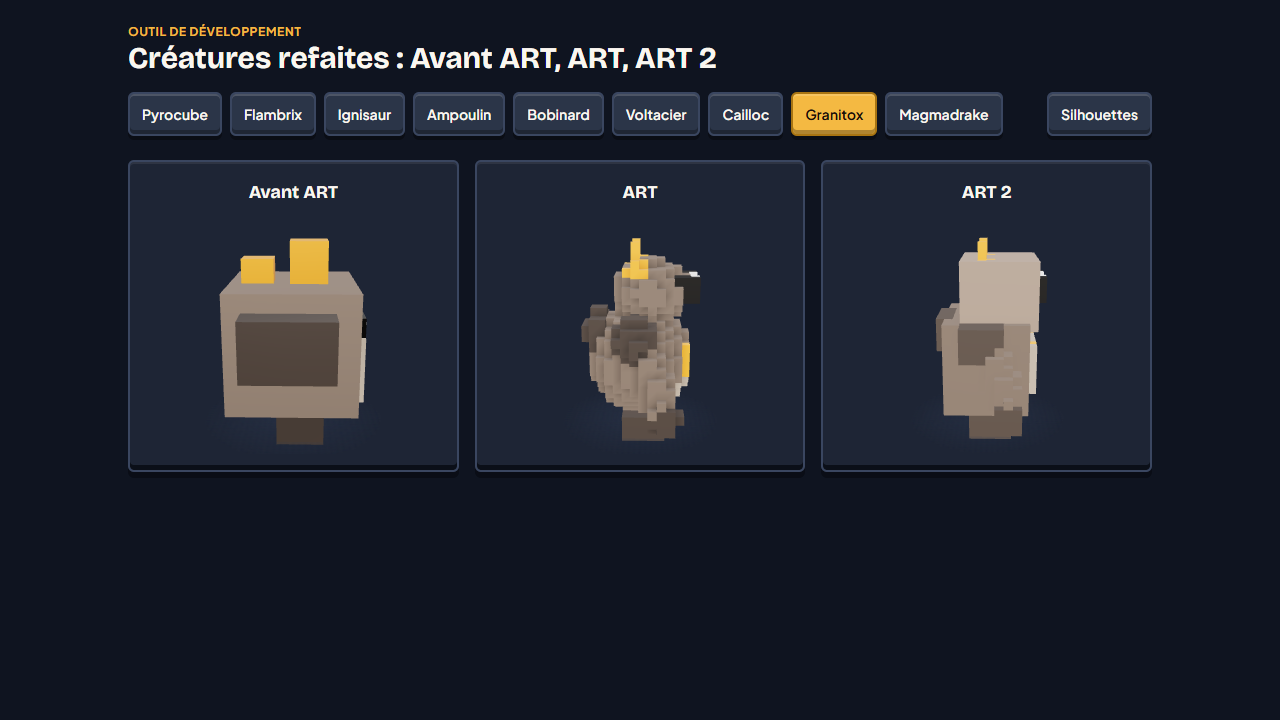 OUTIL DE DÉVELOPPEMENT
Créatures refaites : Avant ART, ART, ART 2
Pyrocube Flambrix Ignisaur Ampoulin Bobinard Voltacier Cailloc Granitox Magmadrake Silhouettes
Avant ART ART ART 2